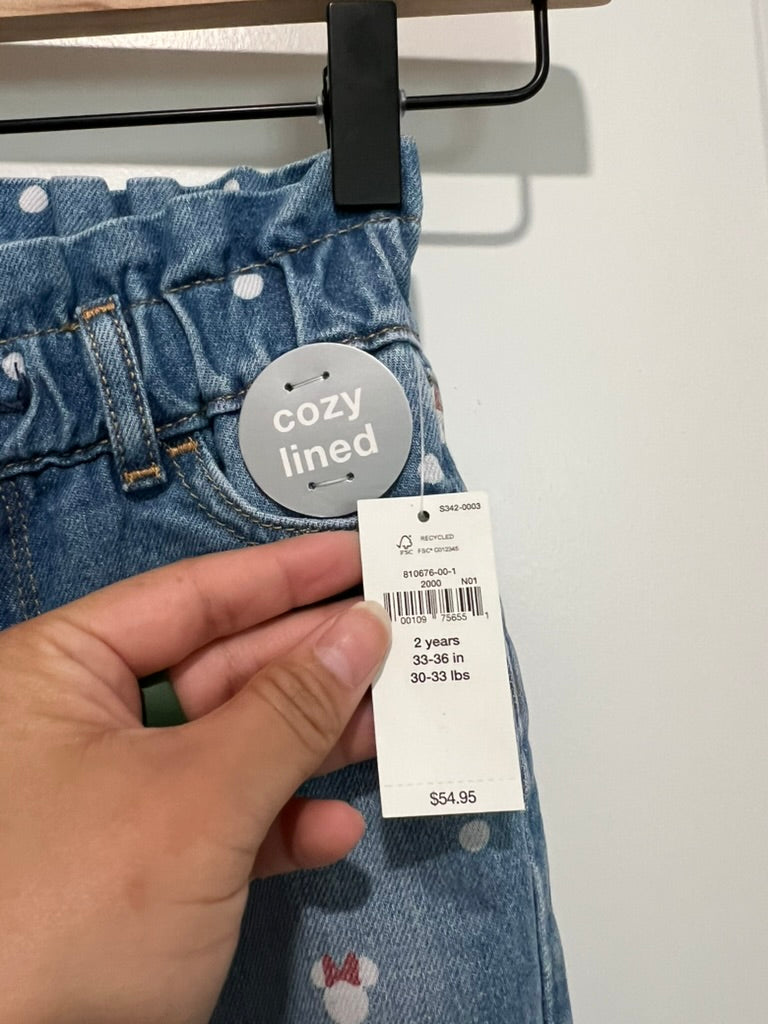 cozy
lined
S342-0003
RECYCLED
FSC FSC® C012345
810676-00-1
2000 N01
00109 75655 1
2 years
33-36 in
30-33 lbs
$54.95